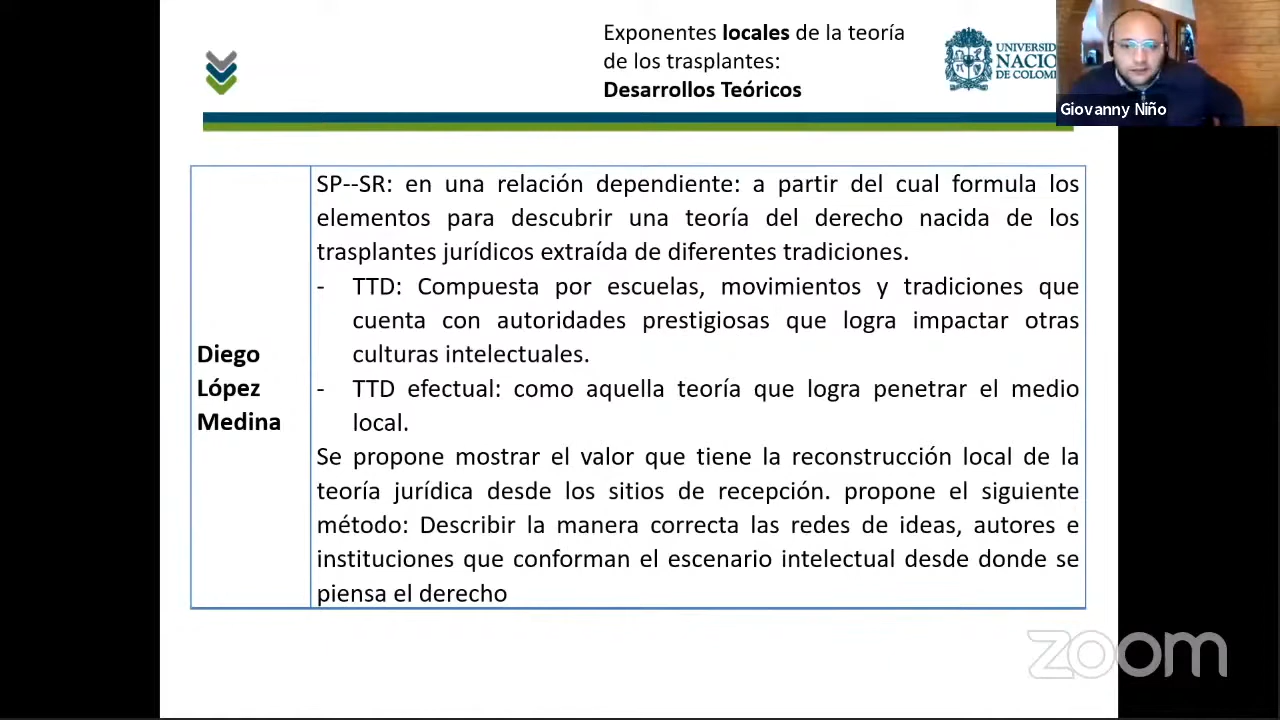 Exponentes locales de la teoría
de los trasplantes:
Desarrollos Teóricos
UNIVERSID
NACIO
DE COLOM
Giovanny Niño
Diego
López
Medina
SP--SR: en una relación dependiente: a partir del cual formula los
elementos para descubrir una teoría del derecho nacida de los
trasplantes jurídicos extraída de diferentes tradiciones.
- TTD: Compuesta por escuelas, movimientos y tradiciones que
cuenta con autoridades prestigiosas que logra impactar otras
culturas intelectuales.
- TTD efectual: como aquella teoría que logra penetrar el medio
local.
Se propone mostrar el valor que tiene la reconstrucción local de la
teoría jurídica desde los sitios de recepción. propone el siguiente
método: Describir la manera correcta las redes de ideas, autores e
instituciones que conforman el escenario intelectual desde donde se
piensa el derecho
zoom